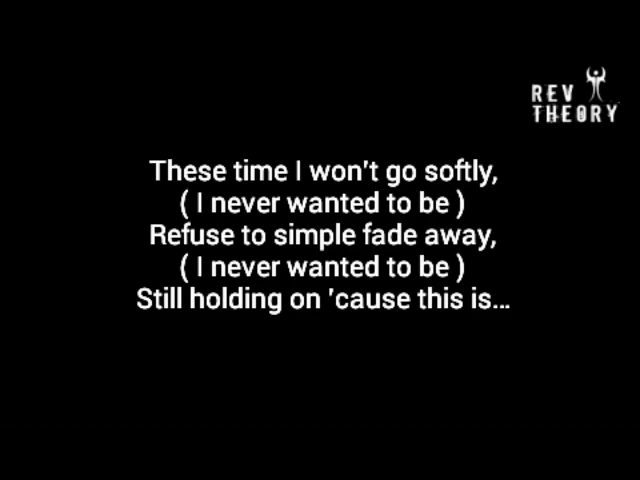 REV
THEORY
These time I won't go softly,
( I never wanted to be )
Refuse to simple fade away,
( I never wanted to be )
Still holding on 'cause this is...